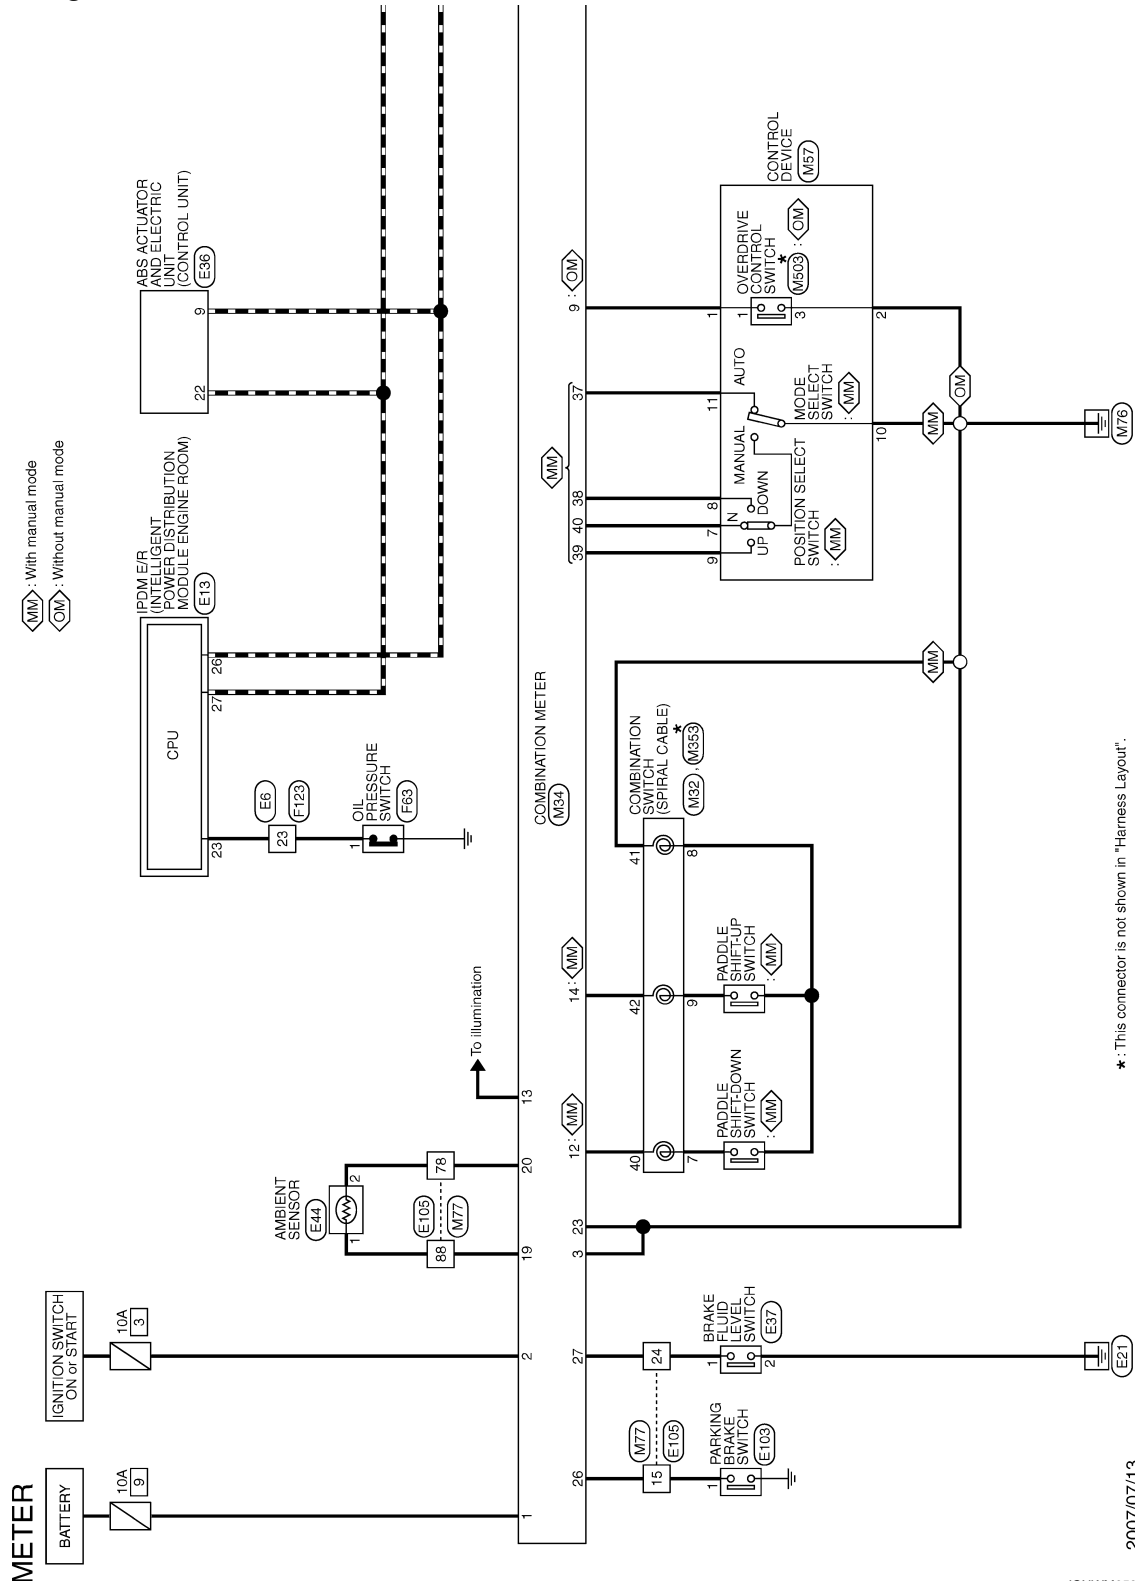 METER
BATTERY
10A
9
IGNITION SWITCH
ON or START
10A
3
MM : With manual mode
OM : Without manual mode
AMBIENT
SENSOR
E44
1
2
88
78
E105
M77
To illumination
CPU
IPDM E/R
(INTELLIGENT
POWER DISTRIBUTION
MODULE ENGINE ROOM)
E13
23
27
26
23
E6
F123
1
OIL
PRESSURE
SWITCH
F63
ABS ACTUATOR
AND ELECTRIC
UNIT
(CONTROL UNIT)
E36
22
9
1
2
19
20
13
COMBINATION METER
M34
26
27
3
23
12 : MM
14 : MM
39
40
38
37
MM
9 : OM
M77
E105
15
24
1
PARKING
BRAKE
SWITCH
E103
1
2
BRAKE
FLUID
LEVEL
SWITCH
E37
E21
40
42
41
7
9
8
COMBINATION
SWITCH
(SPIRAL CABLE)
M32 , M353 *
PADDLE
SHIFT-DOWN
SWITCH
: MM
PADDLE
SHIFT-UP
SWITCH
: MM
MM
9
7
8
11
1
UP
N
DOWN
MANUAL
AUTO
POSITION SELECT
SWITCH
: MM
MODE
SELECT
SWITCH
: MM
1
3
OVERDRIVE
CONTROL
SWITCH
M503 * : OM
CONTROL
DEVICE
M57
10
2
MM
OM
M76
* : This connector is not shown in "Harness Layout".
2007/07/13